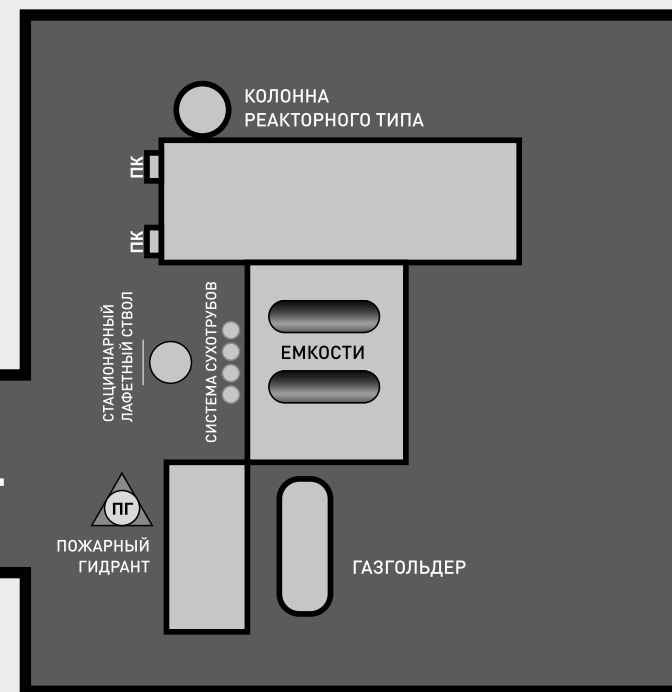 КОЛОННА
РЕАКТОРНОГО ТИПА
ПК
ПК
СТАЦИОНАРНЫЙ
ЛАФЕТНЫЙ СТВОЛ
СИСТЕМА СУХОТРУБОВ
ЕМКОСТИ
ПГ
ПОЖАРНЫЙ
ГИДРАНТ
ГАЗГОЛЬДЕР